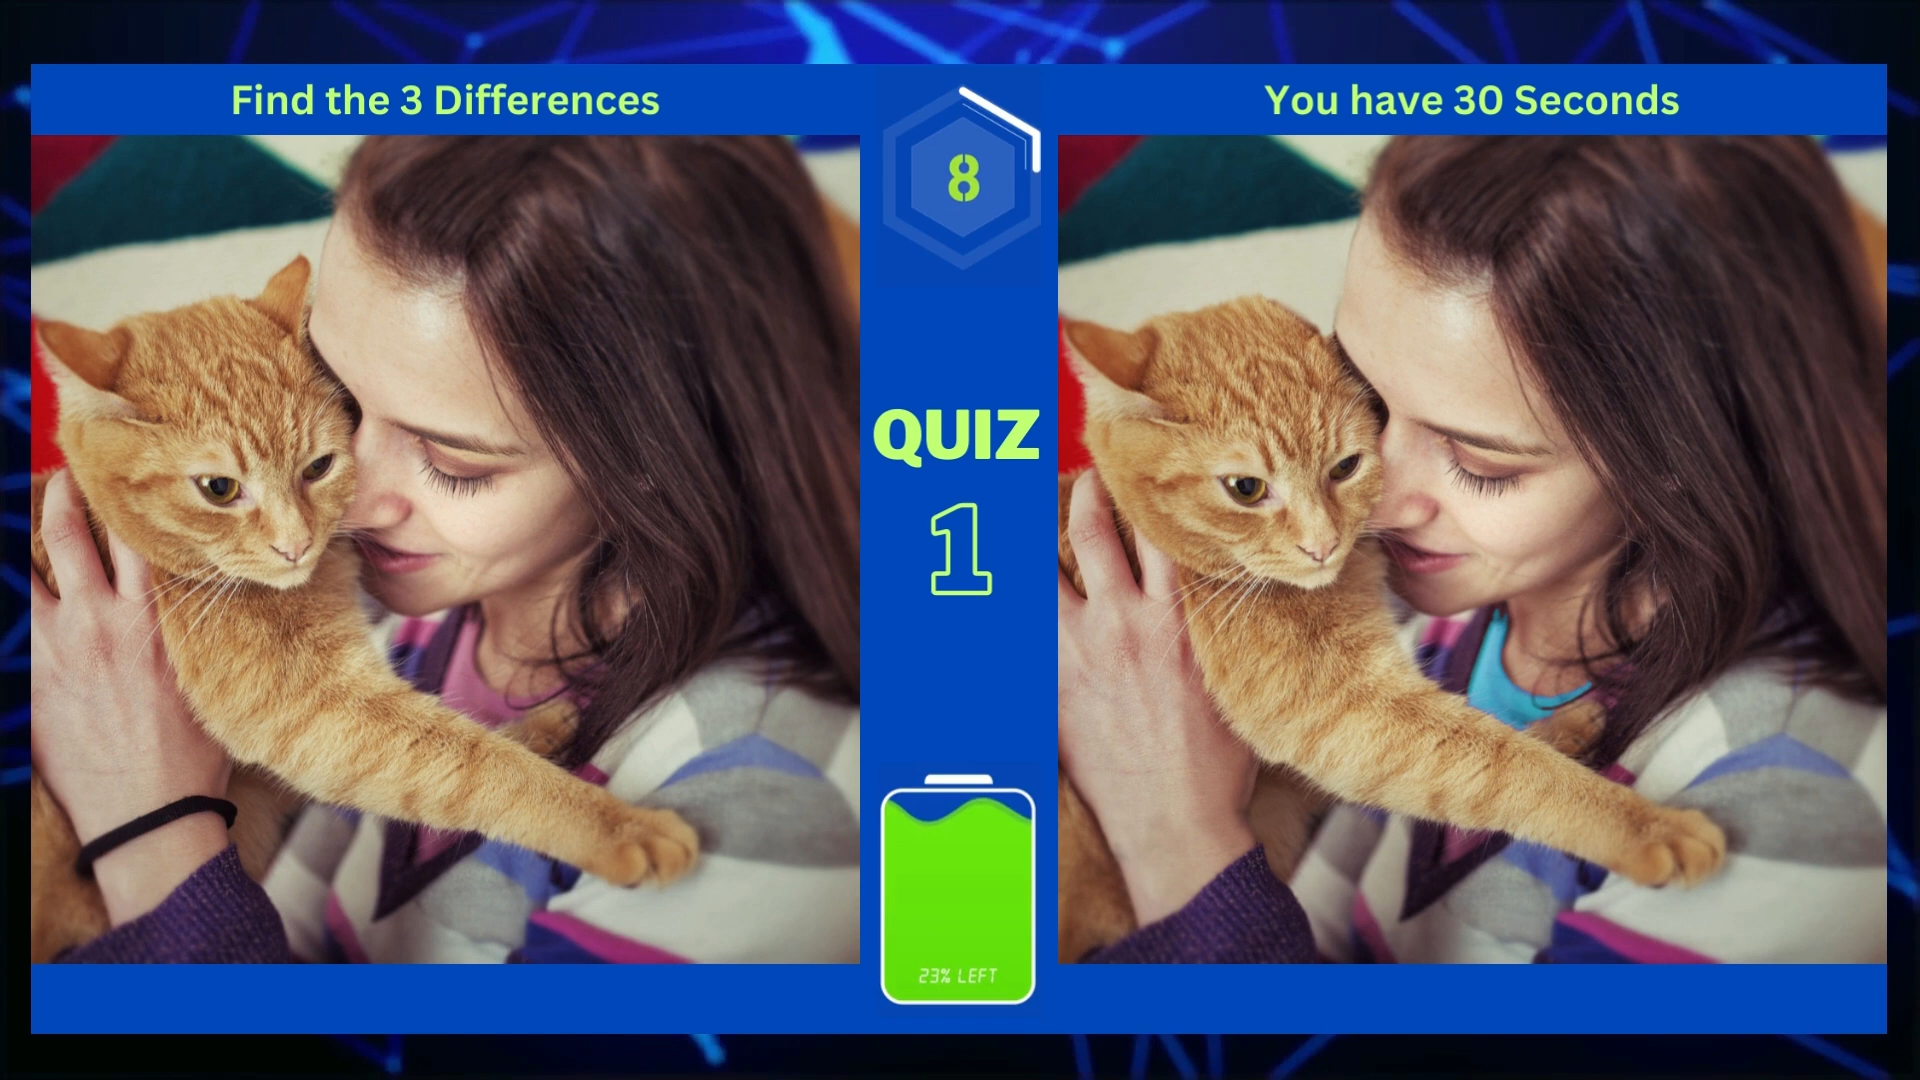 Find the 3 Differences
8
You have 30 Seconds
QUIZ
1
23% LEFT